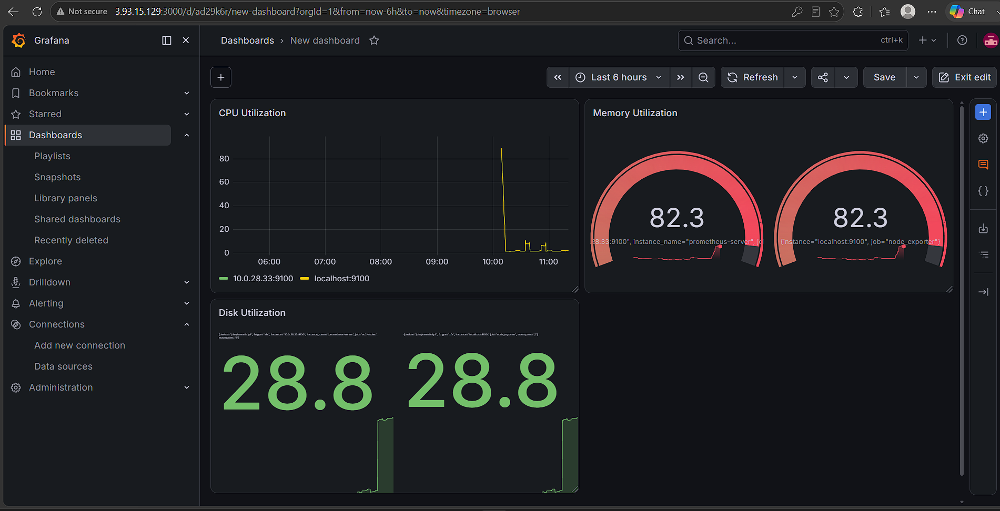 Not secure 3.93.15.129:3000/d/ad29k6r/new-dashboard?orgId=1&from=now-6h&to=now&timezone=browser
Chat
Grafana
Dashboards › New dashboard
Search...
ctrl+k
Home
Bookmarks
Starred
Dashboards
Playlists
Snapshots
Library panels
Shared dashboards
Recently deleted
Explore
Drilldown
Alerting
Connections
Add new connection
Data sources
Administration
Last 6 hours
Refresh
Save
Exit edit
CPU Utilization
80
60
40
20
0
06:00 07:00 08:00 09:00 10:00 11:00
10.0.28.33:9100 localhost:9100
Memory Utilization
82.3
28.33:9100", instance_name="prometheus-server", jo
82.3
{instance="localhost:9100", job="node_exporter"}
Disk Utilization
{device="/dev/nvme0n1p1", fstype="xfs", instance="10.0.28.33:9100", instance_name="prometheus-server", job="ec2-nodes",
mountpoint="/"}
28.8
{device="/dev/nvme0n1p1", fstype="xfs", instance="localhost:9100", job="node_exporter", mountpoint="/"}
28.8